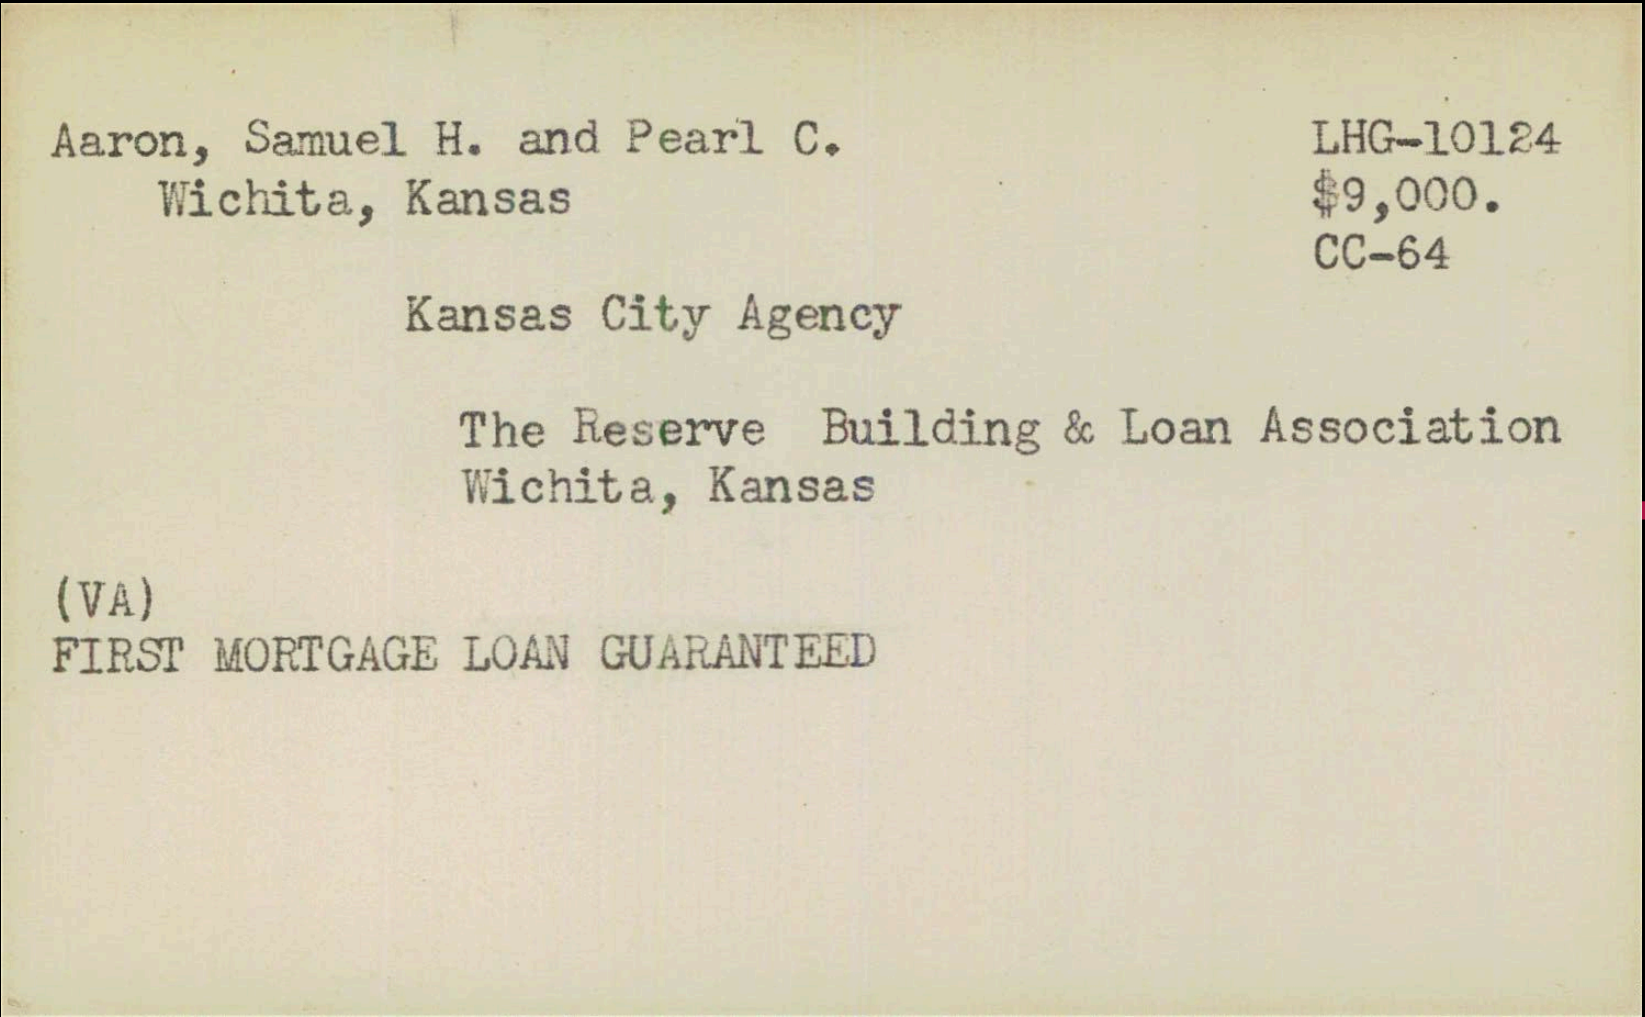 Aaron, Samuel H. and Pearl C. LHG-10124
Wichita, Kansas $9,000.
CC-64
Kansas City Agency
The Reserve Building & Loan Association
Wichita, Kansas
(VA)
FIRST MORTGAGE LOAN GUARANTEED